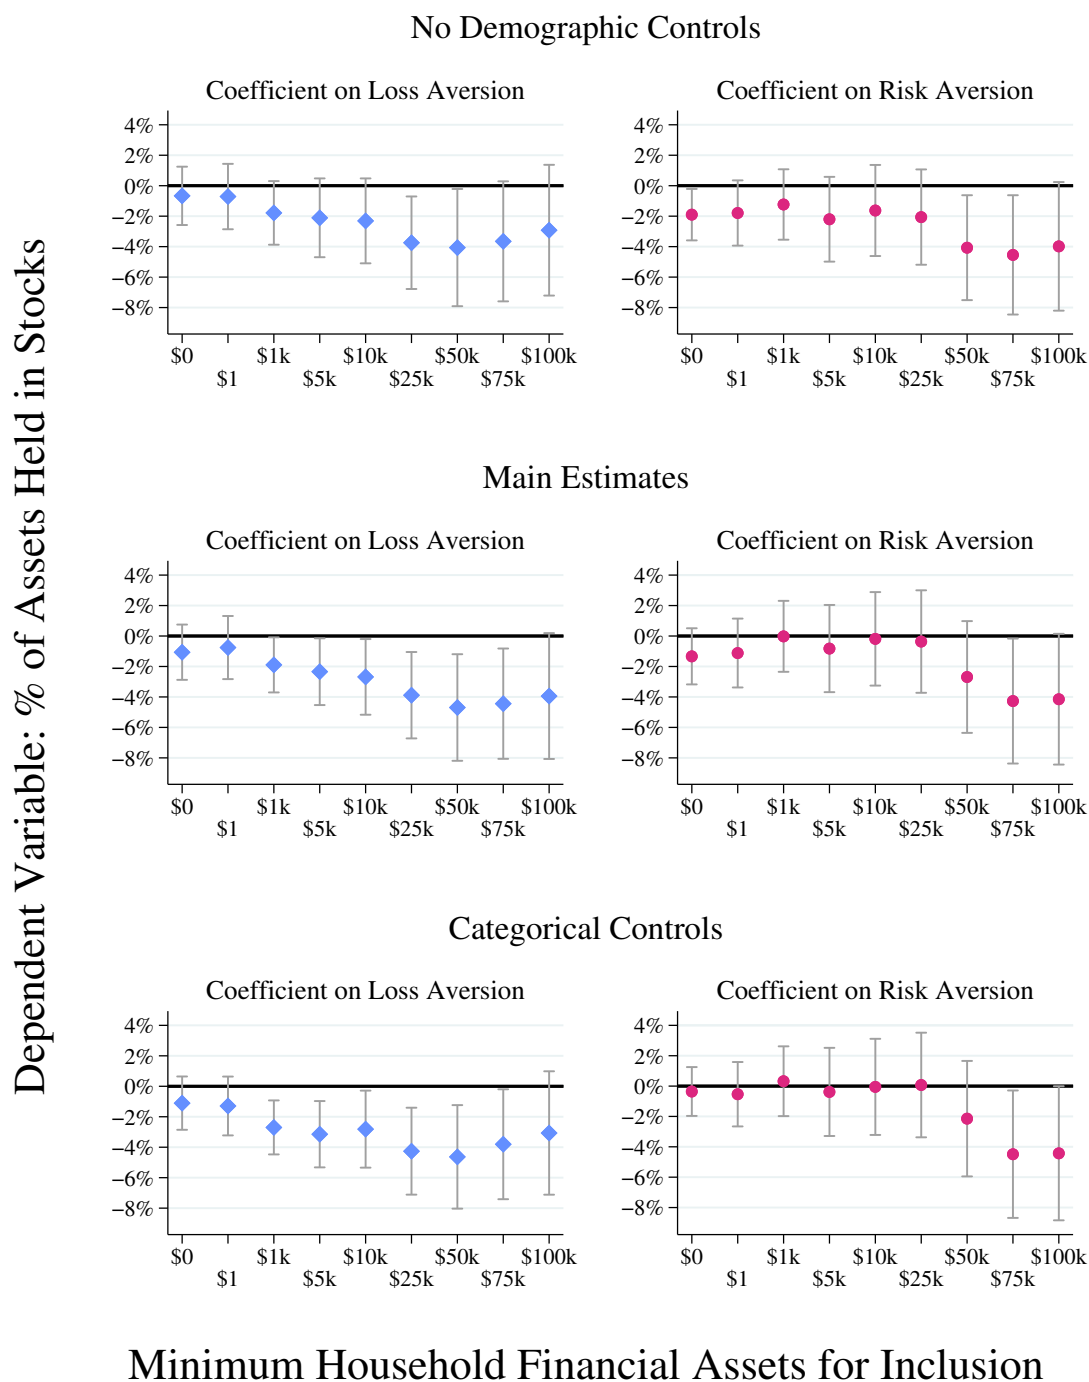 No Demographic Controls
Coefficient on Loss Aversion
4%
2%
0%
−2%
−4%
−6%
−8%
$0 $1k $10k $50k $100k
$1 $5k $25k $75k
Coefficient on Risk Aversion
4%
2%
0%
−2%
−4%
−6%
−8%
$0 $1k $10k $50k $100k
$1 $5k $25k $75k
Main Estimates
Coefficient on Loss Aversion
4%
2%
0%
−2%
−4%
−6%
−8%
$0 $1k $10k $50k $100k
$1 $5k $25k $75k
Coefficient on Risk Aversion
4%
2%
0%
−2%
−4%
−6%
−8%
$0 $1k $10k $50k $100k
$1 $5k $25k $75k
Categorical Controls
Coefficient on Loss Aversion
4%
2%
0%
−2%
−4%
−6%
−8%
$0 $1k $10k $50k $100k
$1 $5k $25k $75k
Coefficient on Risk Aversion
4%
2%
0%
−2%
−4%
−6%
−8%
$0 $1k $10k $50k $100k
$1 $5k $25k $75k
Dependent Variable: % of Assets Held in Stocks
Minimum Household Financial Assets for Inclusion